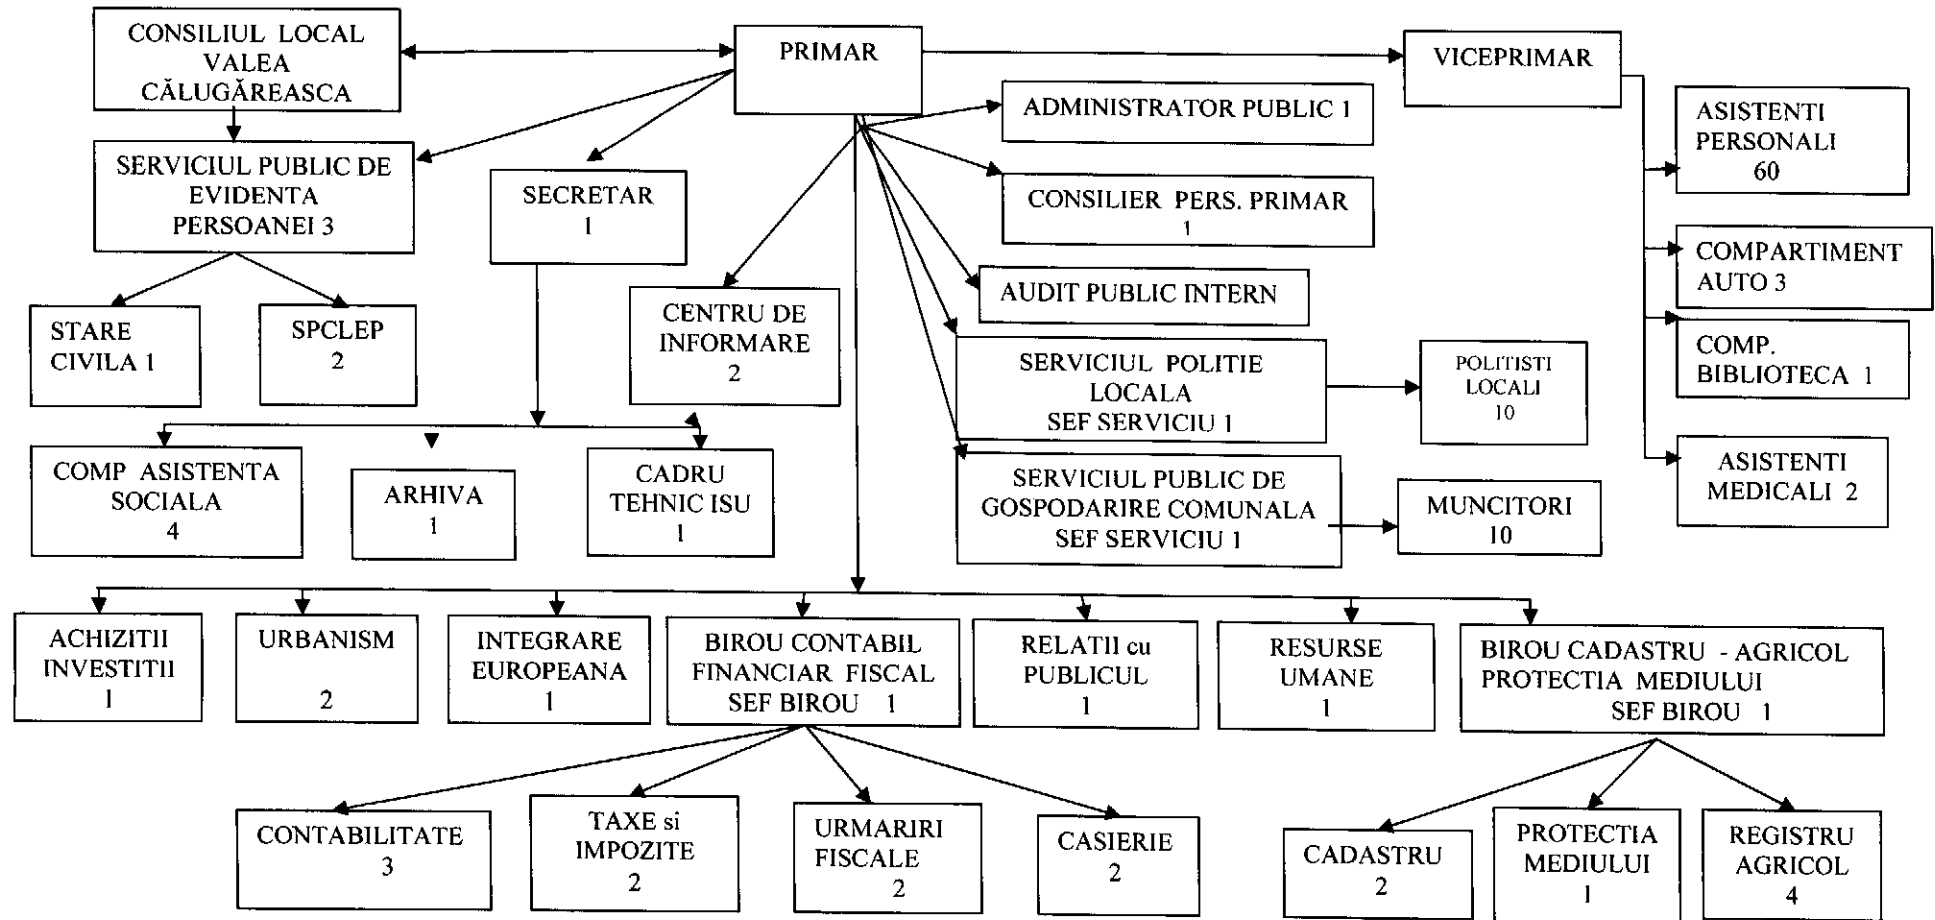 CONSILIUL LOCAL
VALEA
CĂLUGĂREASCA
PRIMAR
VICEPRIMAR
ADMINISTRATOR PUBLIC 1
ASISTENTI
PERSONALI
60
SERVICIUL PUBLIC DE
EVIDENTA
PERSOANEI 3
SECRETAR
1
CONSILIER PERS. PRIMAR
1
COMPARTIMENT
AUTO 3
AUDIT PUBLIC INTERN
STARE
CIVILA 1
SPCLEP
2
CENTRU DE
INFORMARE
2
SERVICIUL POLITIE
LOCALA
SEF SERVICIU 1
POLITISTI
LOCALI
10
COMP.
BIBLIOTECA 1
COMP ASISTENTA
SOCIALA
4
ARHIVA
1
CADRU
TEHNIC ISU
1
SERVICIUL PUBLIC DE
GOSPODARIRE COMUNALA
SEF SERVICIU 1
MUNCITORI
10
ASISTENTI
MEDICALI 2
ACHIZITII
INVESTITII
1
URBANISM
2
INTEGRARE
EUROPEANA
1
BIROU CONTABIL
FINANCIAR FISCAL
SEF BIROU 1
RELATII cu
PUBLICUL
1
RESURSE
UMANE
1
BIROU CADASTRU - AGRICOL
PROTECTIA MEDIULUI
SEF BIROU 1
CONTABILITATE
3
TAXE si
IMPOZITE
2
URMARIRI
FISCALE
2
CASIERIE
2
CADASTRU
2
PROTECTIA
MEDIULUI
1
REGISTRU
AGRICOL
4